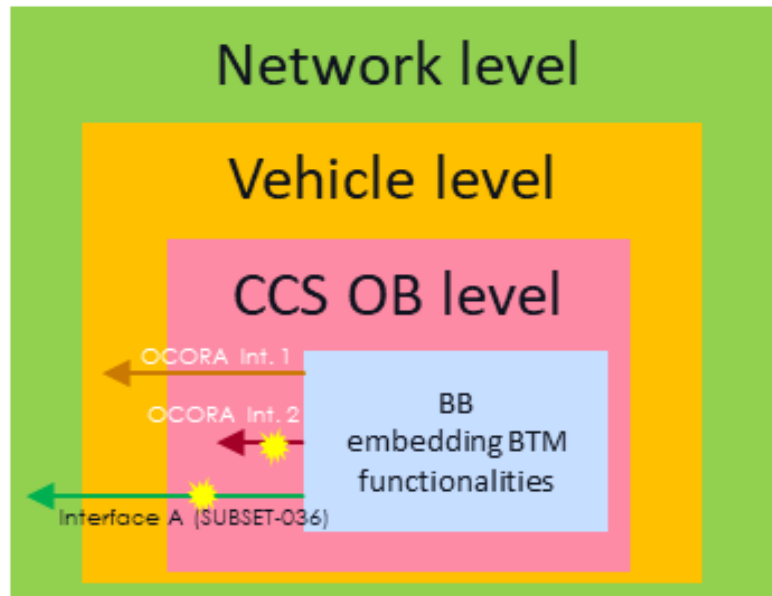 Network level
Vehicle level
CCS OB level
OCORA Int. 1
OCORA Int. 2
BB
embedding BTM
functionalities
Interface A (SUBSET-036)